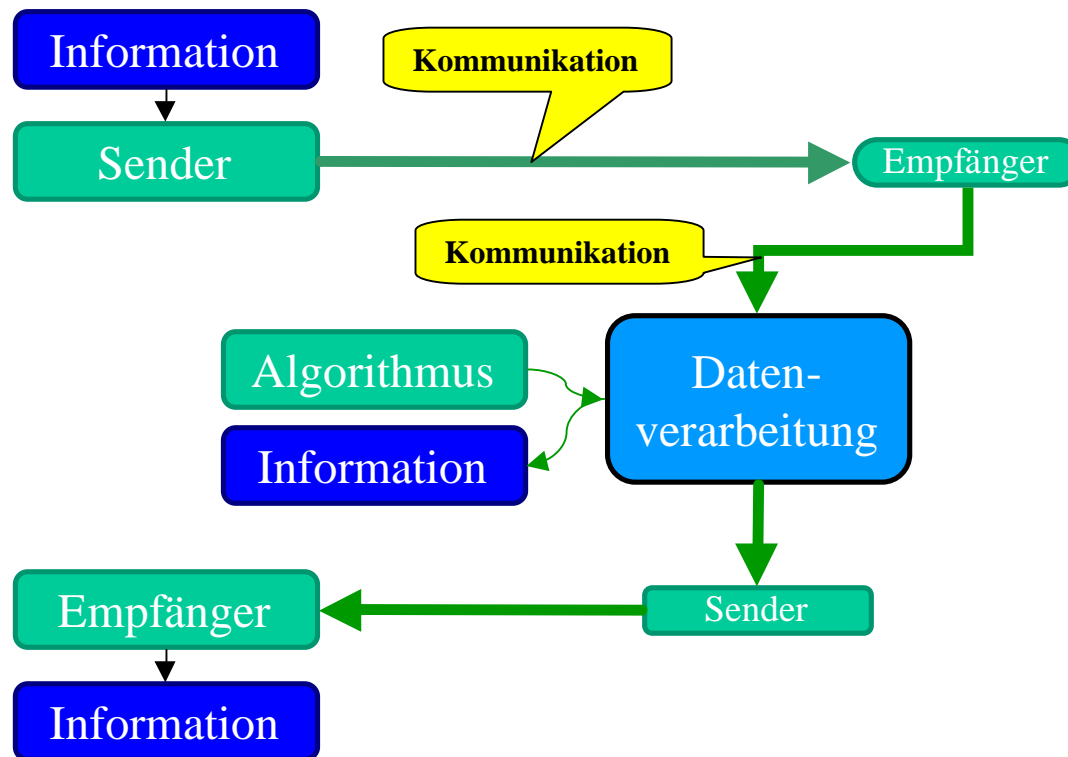 Information
Kommunikation
Sender
Empfänger
Kommunikation
Algorithmus
Daten-
verarbeitung
Information
Empfänger
Sender
Information